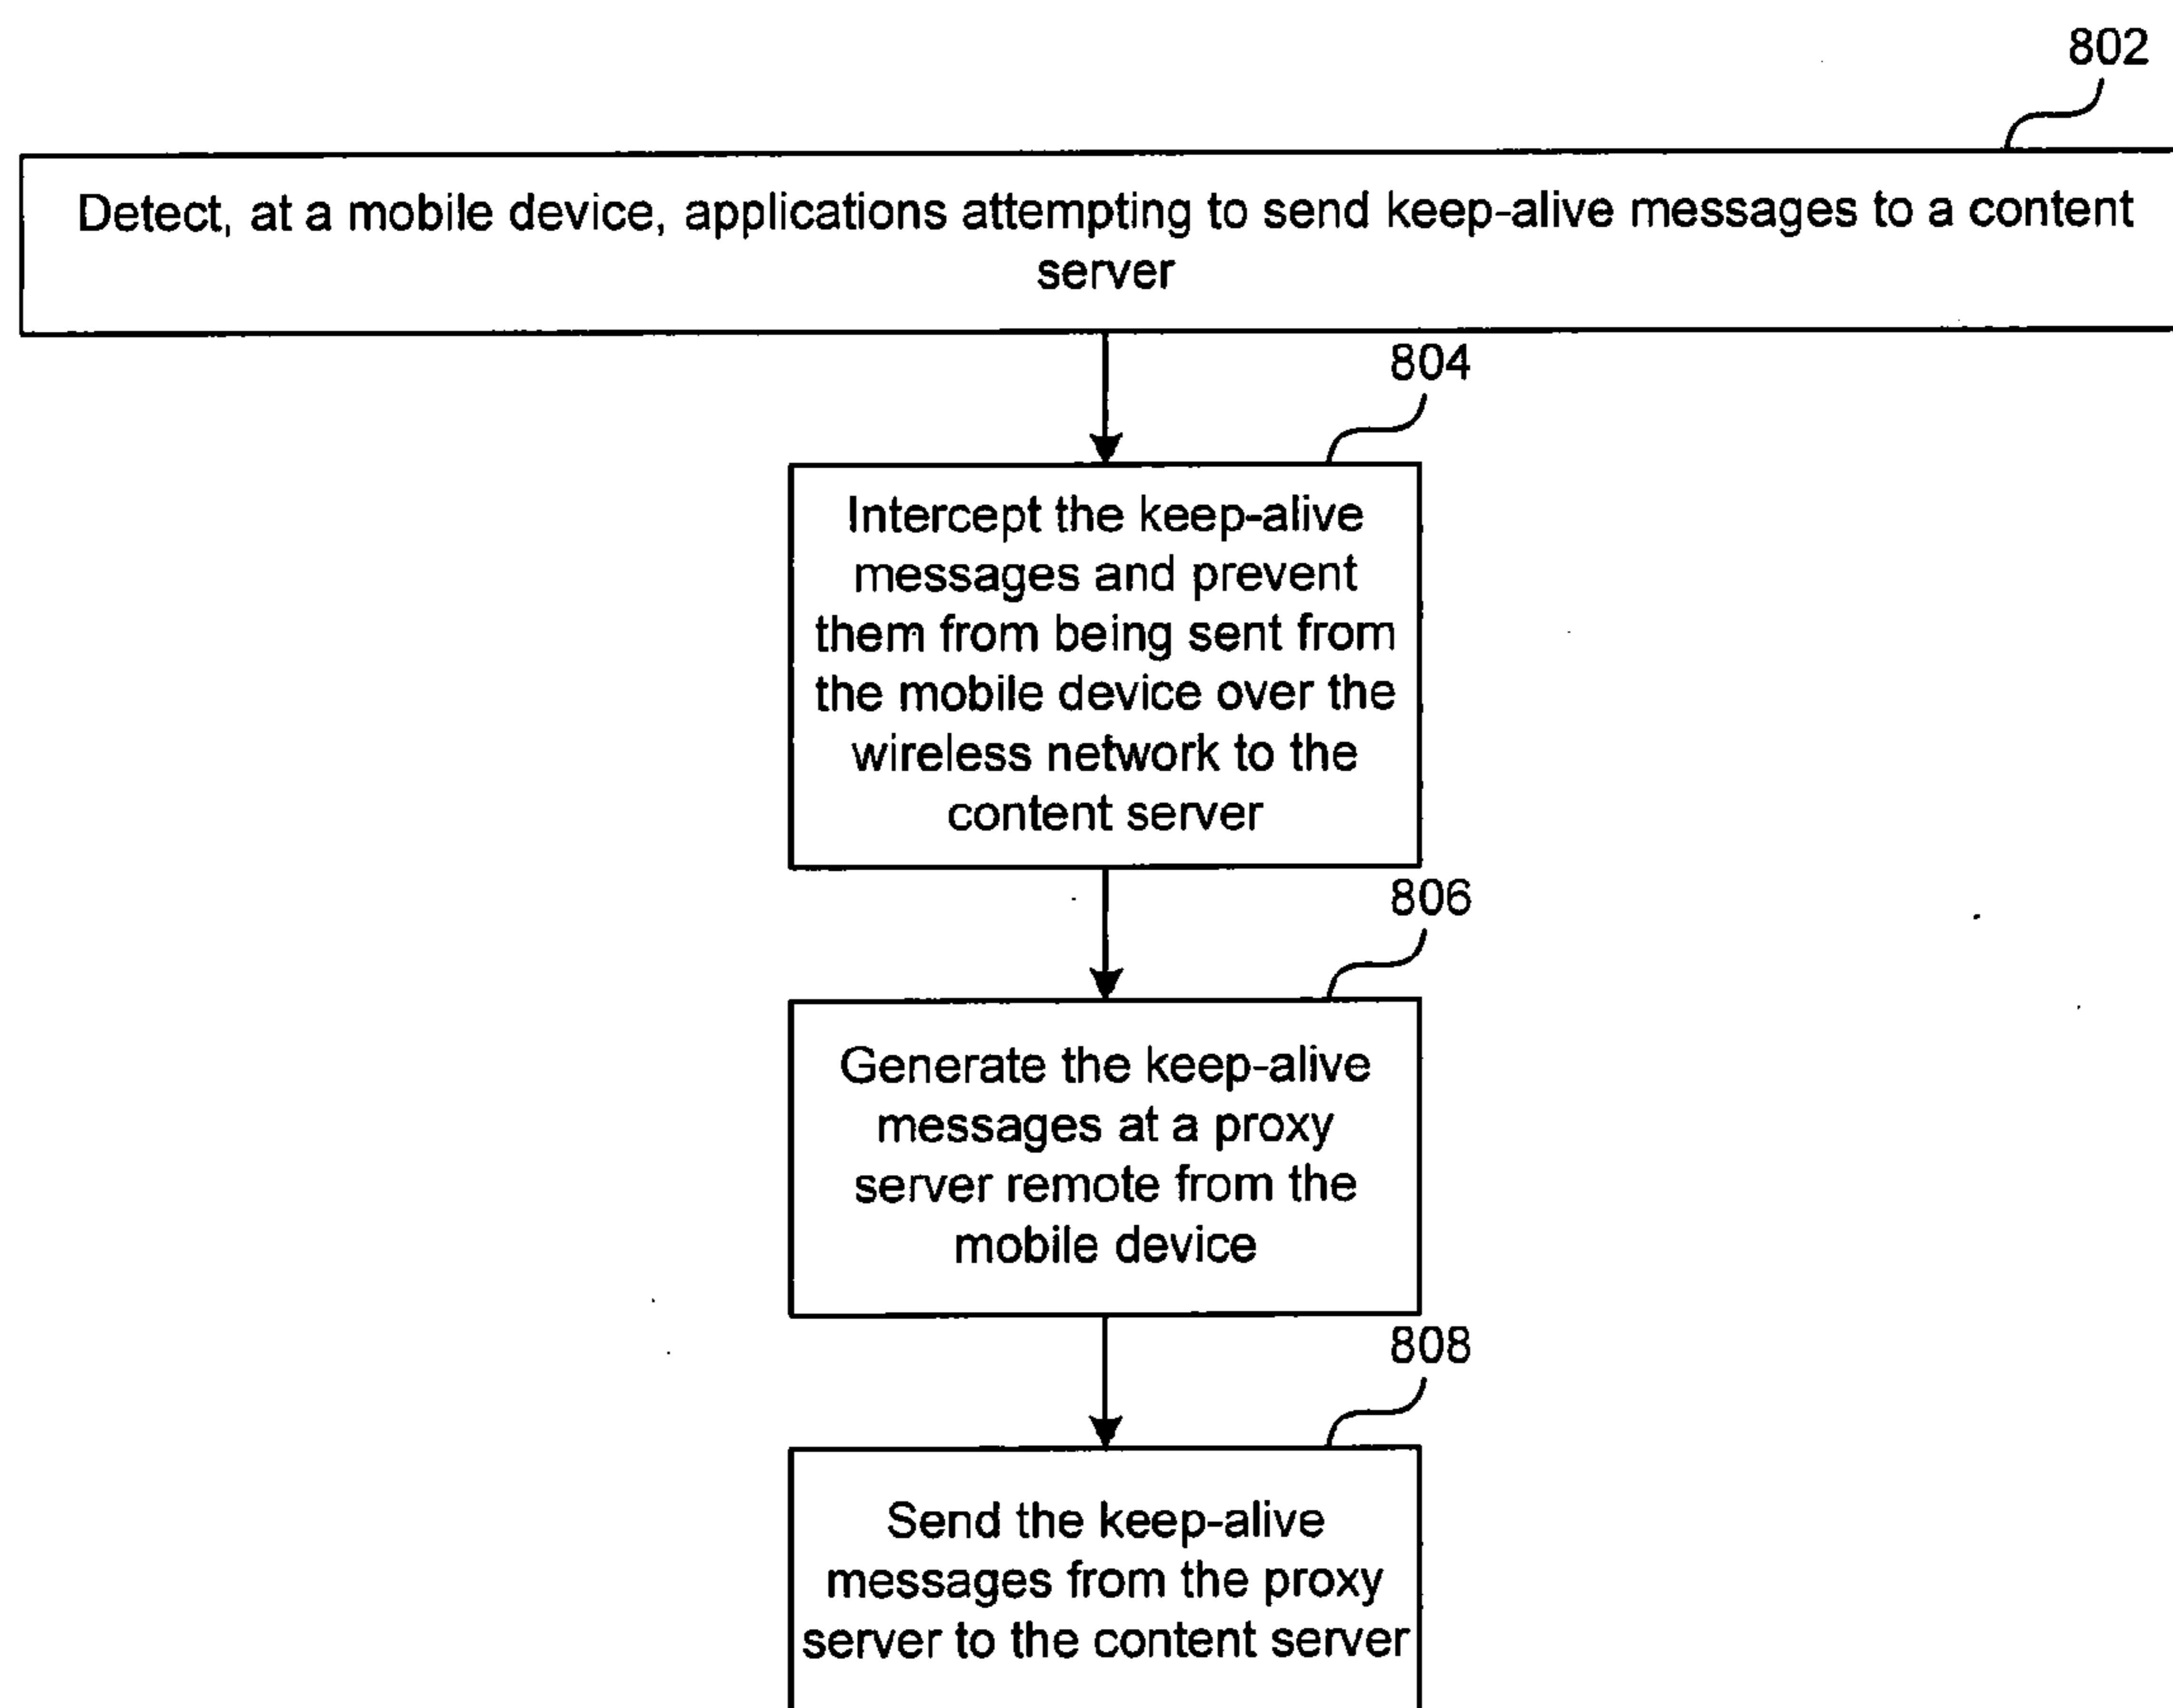 802
Detect, at a mobile device, applications attempting to send keep-alive messages to a content
server
804
Intercept the keep-alive
messages and prevent
them from being sent from
the mobile device over the
wireless network to the
content server
806
Generate the keep-alive
messages at a proxy
server remote from the
mobile device
808
Send the keep-alive
messages from the proxy
server to the content server